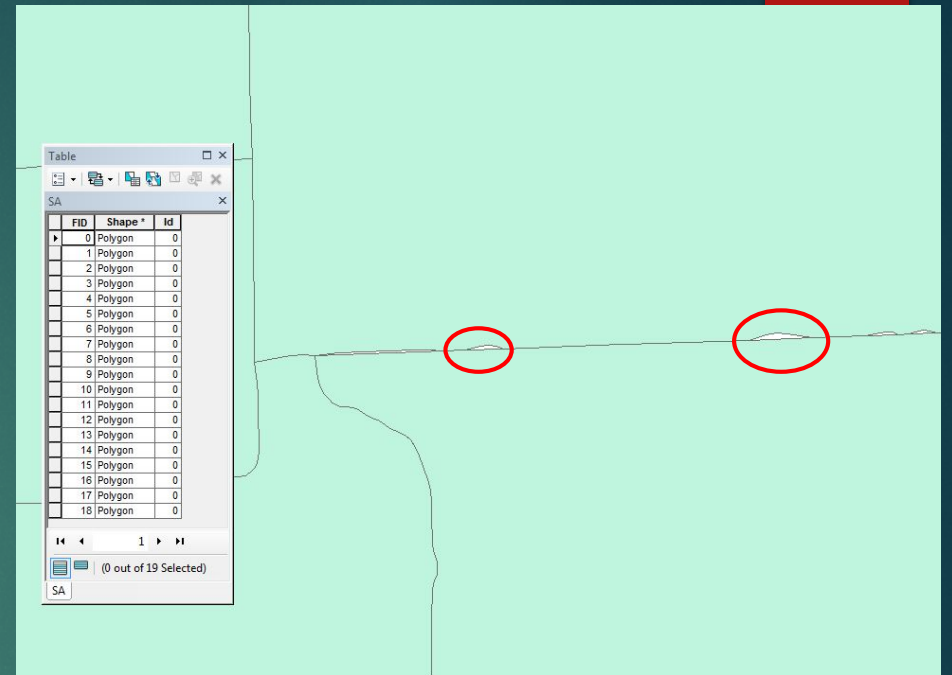 Table
SA
FID Shape * Id
0 Polygon 0
1 Polygon 0
2 Polygon 0
3 Polygon 0
4 Polygon 0
5 Polygon 0
6 Polygon 0
7 Polygon 0
8 Polygon 0
9 Polygon 0
10 Polygon 0
11 Polygon 0
12 Polygon 0
13 Polygon 0
14 Polygon 0
15 Polygon 0
16 Polygon 0
17 Polygon 0
18 Polygon 0
1
(0 out of 19 Selected)
SA